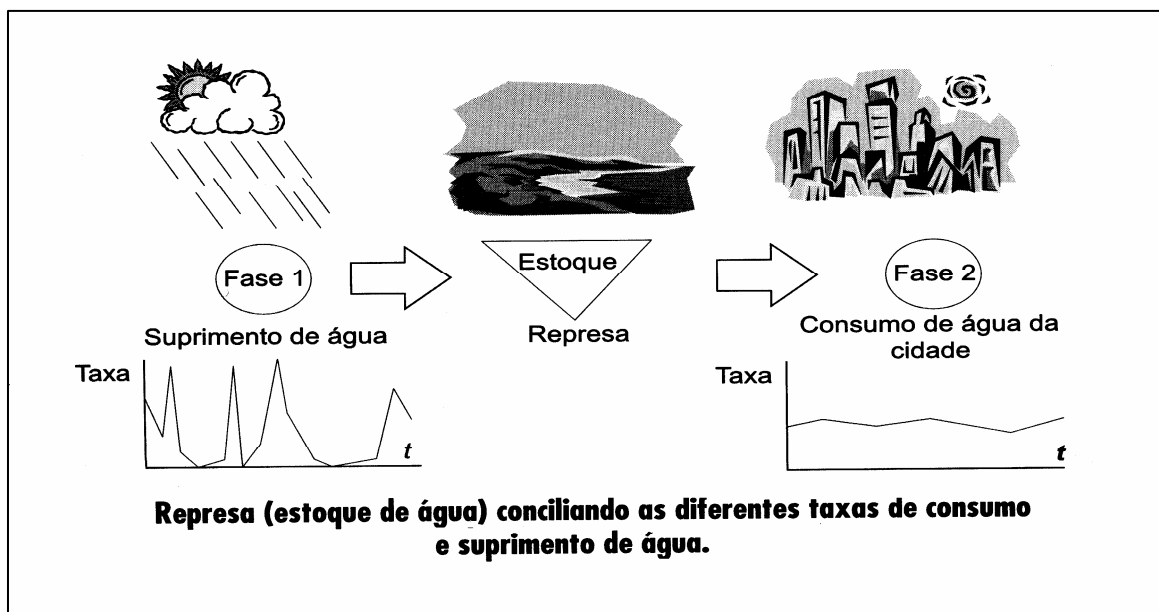 Fase 1
Estoque
Fase 2
Suprimento de água
Represa
Consumo de água da
cidade
Taxa
t
Taxa
t
Represa (estoque de água) conciliando as diferentes taxas de consumo
e suprimento de água.